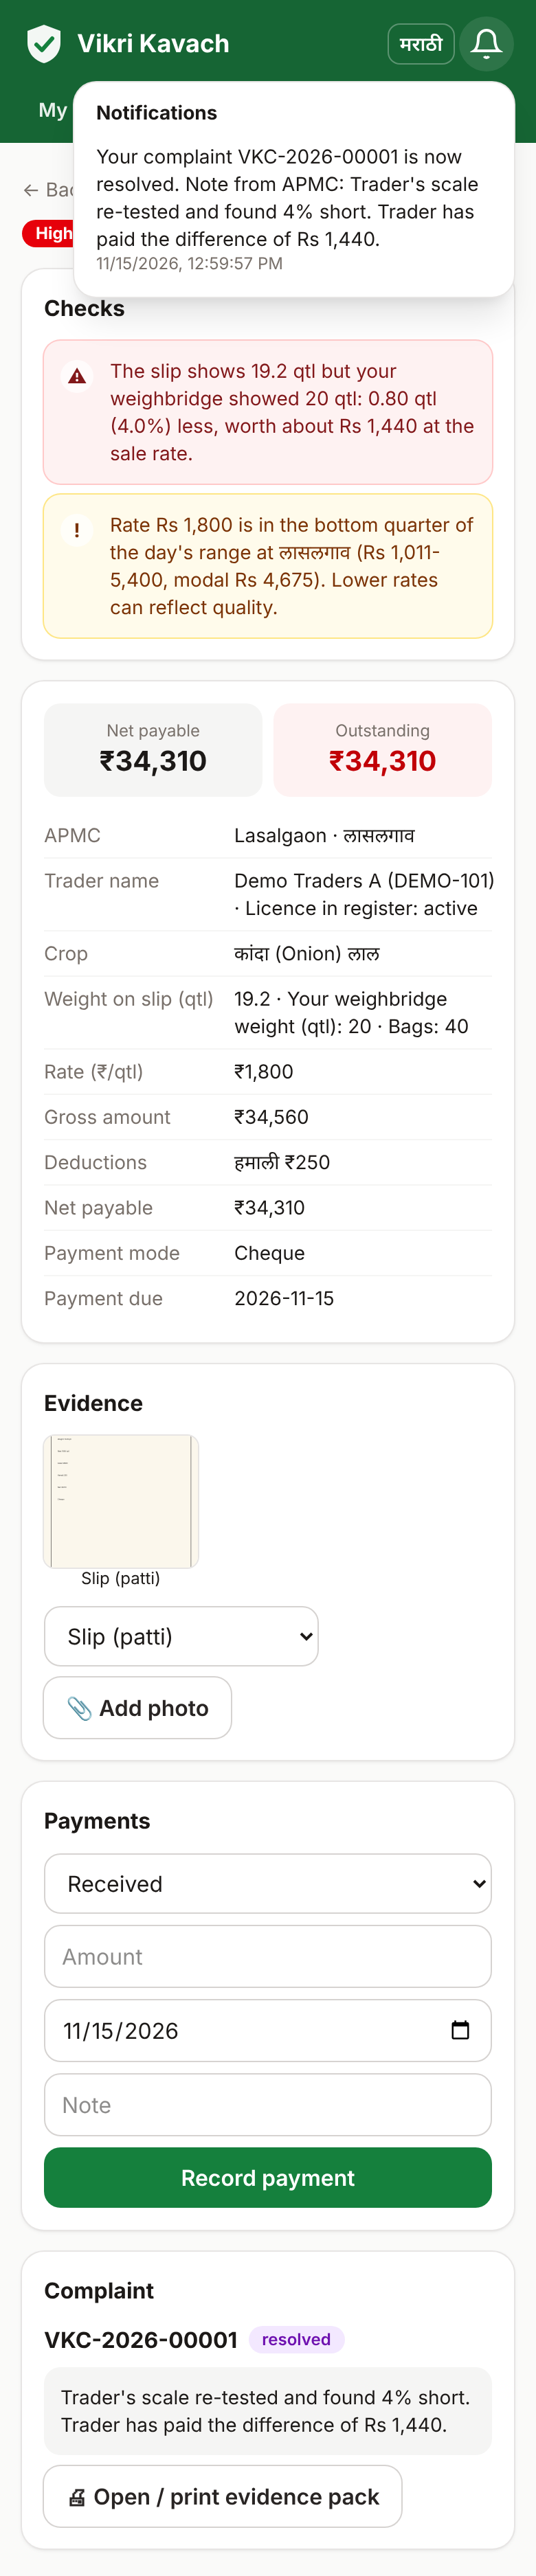 Vikri Kavach
मराठी
My
Notifications
Your complaint VKC-2026-00001 is now
resolved. Note from APMC: Trader's scale
re-tested and found 4% short. Trader has
paid the difference of Rs 1,440.
11/15/2026, 12:59:57 PM
High
Checks
The slip shows 19.2 qtl but your
weighbridge showed 20 qtl: 0.80 qtl
(4.0%) less, worth about Rs 1,440 at the
sale rate.
Rate Rs 1,800 is in the bottom quarter of
the day's range at लासलगाव (Rs 1,011-
5,400, modal Rs 4,675). Lower rates
can reflect quality.
Net payable
₹34,310
Outstanding
₹34,310
APMC
Lasalgaon · लासलगाव
Trader name
Demo Traders A (DEMO-101)
· Licence in register: active
Crop
कांदा (Onion) लाल
Weight on slip (qtl)
19.2 · Your weighbridge
weight (qtl): 20 · Bags: 40
Rate (₹/qtl)
₹1,800
Gross amount
₹34,560
Deductions
हमाली ₹250
Net payable
₹34,310
Payment mode
Cheque
Payment due
2026-11-15
Evidence
Slip (patti)
Slip (patti)
Add photo
Payments
Received
Amount
11/15/2026
Note
Record payment
Complaint
VKC-2026-00001 resolved
Trader's scale re-tested and found 4% short.
Trader has paid the difference of Rs 1,440.
Open / print evidence pack